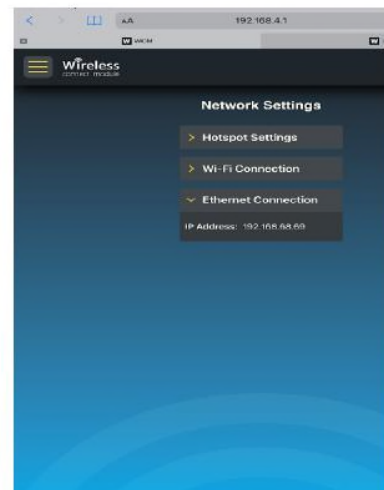 AA 192.168.4.1
W WCM W
Wireless
connect module
Network Settings
> Hotspot Settings
> Wi-Fi Connection
Ethernet Connection
IP Address: 192.168.68.69